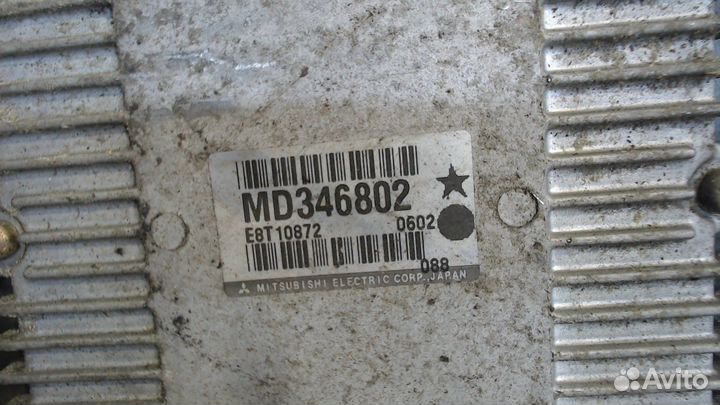 MD346802
E8T10872 0602
088
MITSUBISHI ELECTRIC CORP., JAPAN
Avito